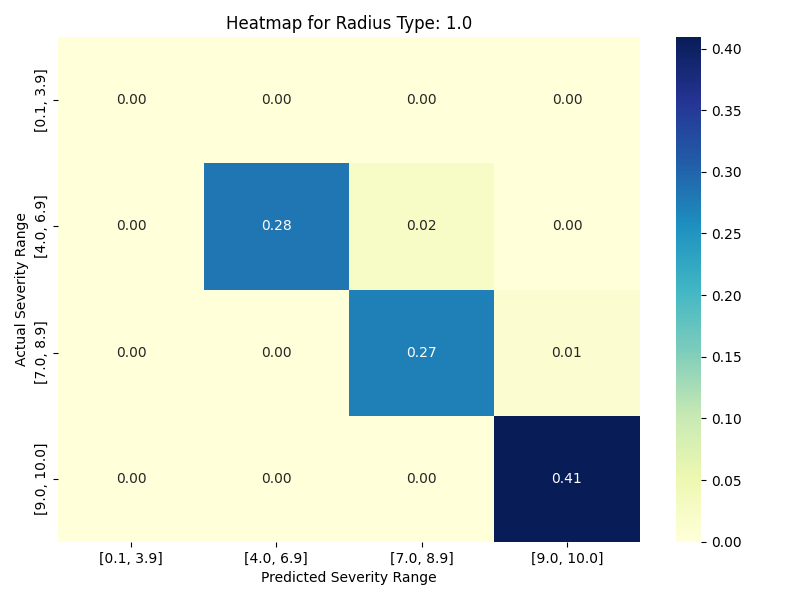 Heatmap for Radius Type: 1.0
Actual Severity Range
[0.1, 3.9]
0.00 0.00 0.00 0.00
[4.0, 6.9]
0.00 0.28 0.02 0.00
[7.0, 8.9]
0.00 0.00 0.27 0.01
[9.0, 10.0]
0.00 0.00 0.00 0.41
[0.1, 3.9] [4.0, 6.9] [7.0, 8.9] [9.0, 10.0]
Predicted Severity Range
0.40
0.35
0.30
0.25
0.20
0.15
0.10
0.05
0.00